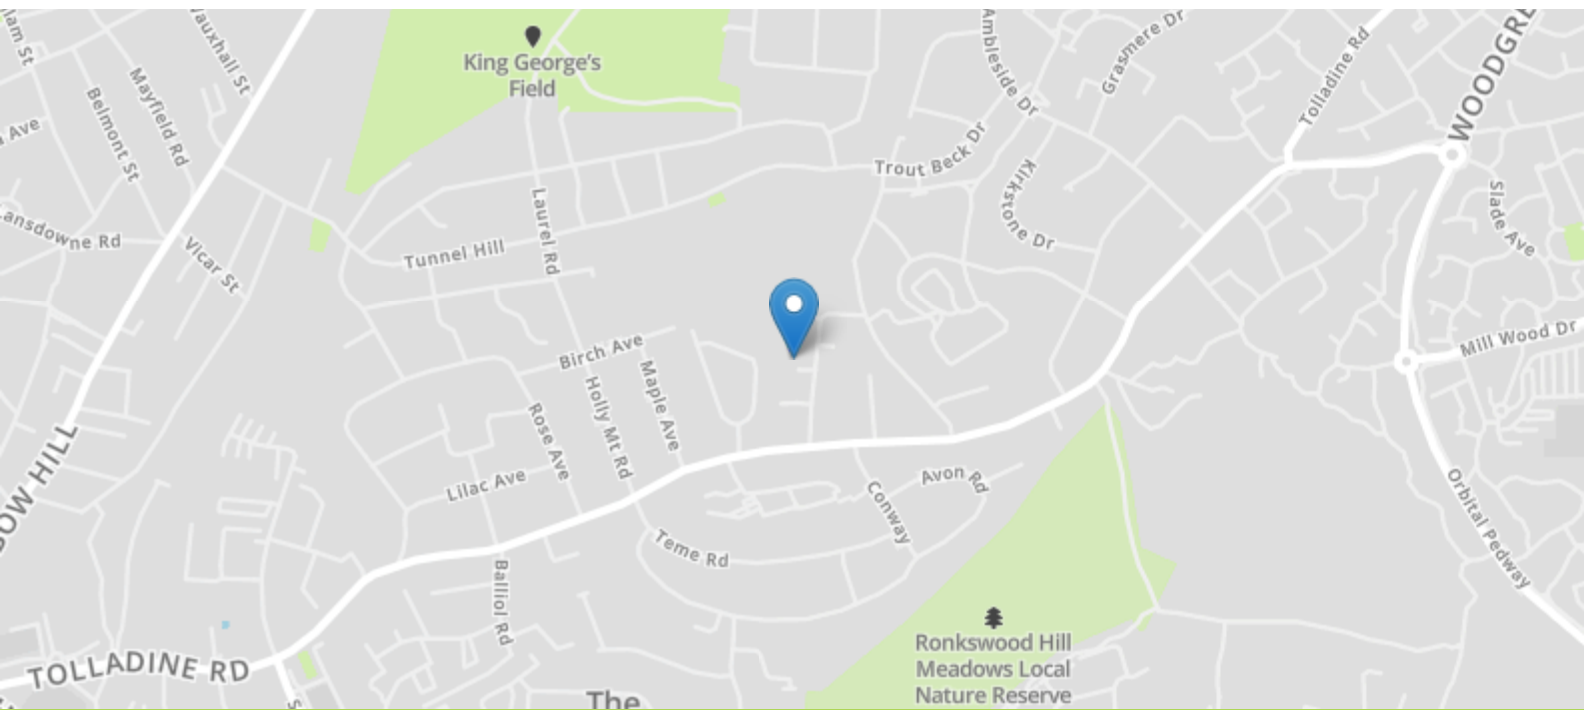 Vauxhall St
Mayfield Rd
Belmont St
Ave
King George's
Field
Ambleside Dr
Grasmere Dr
Tolladine Rd
Trout Beck Dr
Kirkstone Dr
Slade Ave
Lansdowne Rd
Vicar St
Tunnel Hill
Laurel Rd
Birch Ave
Maple Ave
Holly Mt Rd
Rose Ave
Lilac Ave
Mill Wood Dr
Avon Rd
Conway
Teme Rd
Orbital Pedway
Balliol Rd
TOLLADINE RD
Ronkswood Hill
Meadows Local
Nature Reserve
The